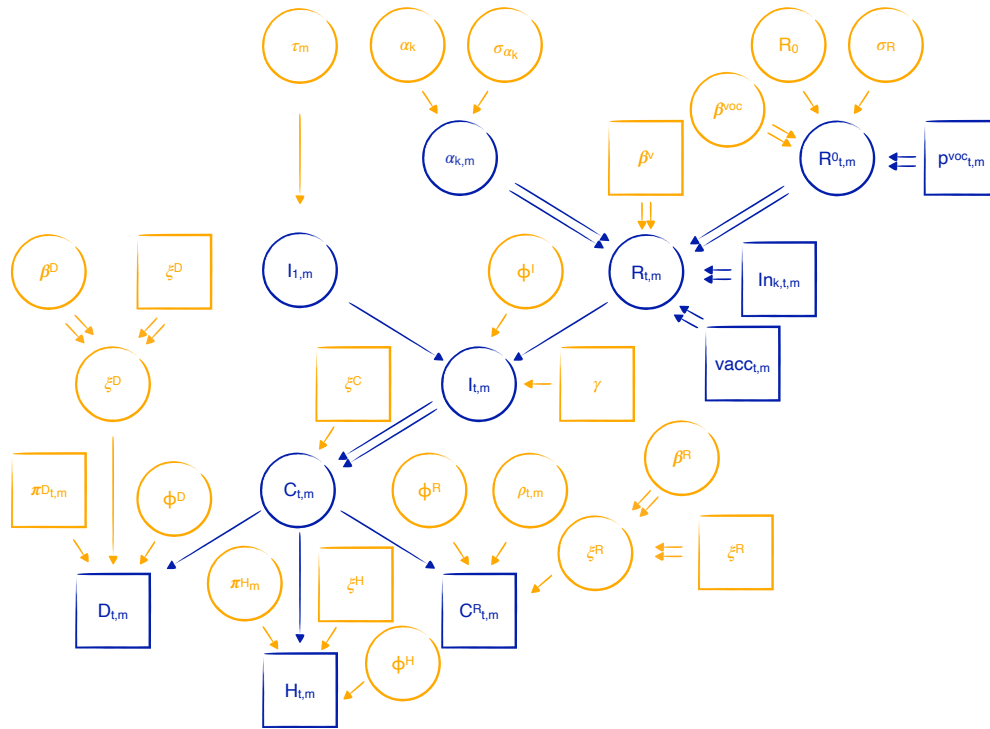 τm
αk
σαk
R0
σR
βvoc
αk,m
βv
R0t,m
pvoct,m
βD
ξD
I1,m
ϕI
Rt,m
Ink,t,m
vacct,m
ξD
ξC
It,m
γ
πDt,m
ϕD
Ct,m
ϕR
ρt,m
βR
ξR
ξR
Dt,m
πHm
ξH
CRt,m
ϕH
Ht,m